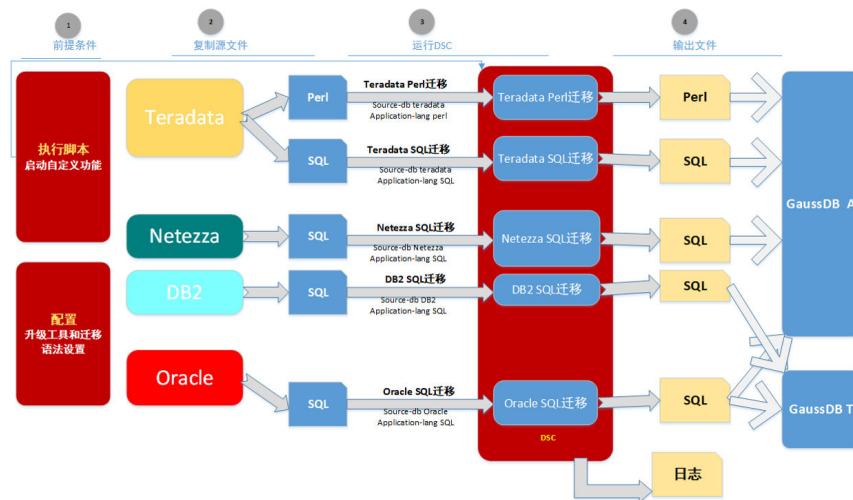 1
2
3
4
前提条件
复制源文件
运行DSC
输出文件
执行脚本
启动自定义功能
配置
升级工具和迁移
语法设置
Teradata
Perl
Teradata Perl迁移
Source-db teradata
Application-lang perl
Teradata Perl迁移
Perl
SQL
Teradata SQL迁移
Source-db teradata
Application-lang SQL
Teradata SQL迁移
SQL
Netezza
SQL
Netezza SQL迁移
Source-db Netezza
Application-lang SQL
Netezza SQL迁移
SQL
DB2
SQL
DB2 SQL迁移
Source-db DB2
Application-lang SQL
DB2 SQL迁移
SQL
Oracle
SQL
Oracle SQL迁移
Source-db Oracle
Application-lang SQL
Oracle SQL迁移
SQL
DSC
日志
GaussDB A
GaussDB T